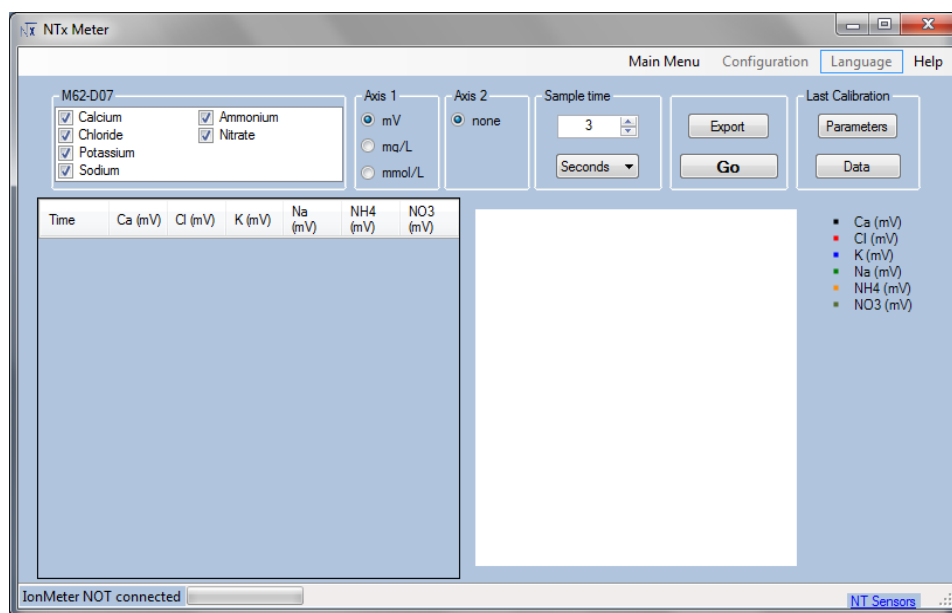 NTx NTx Meter
Main Menu Configuration Language Help
M62-D07
Calcium
Chloride
Potassium
Sodium
Ammonium
Nitrate
Axis 1
mV
mg/L
mmol/L
Axis 2
none
Sample time
3
Seconds
Export
Go
Last Calibration
Parameters
Data
Time Ca (mV) Cl (mV) K (mV) Na (mV) NH4 (mV) NO3 (mV)
Ca (mV)
Cl (mV)
K (mV)
Na (mV)
NH4 (mV)
NO3 (mV)
IonMeter NOT connected
NT Sensors